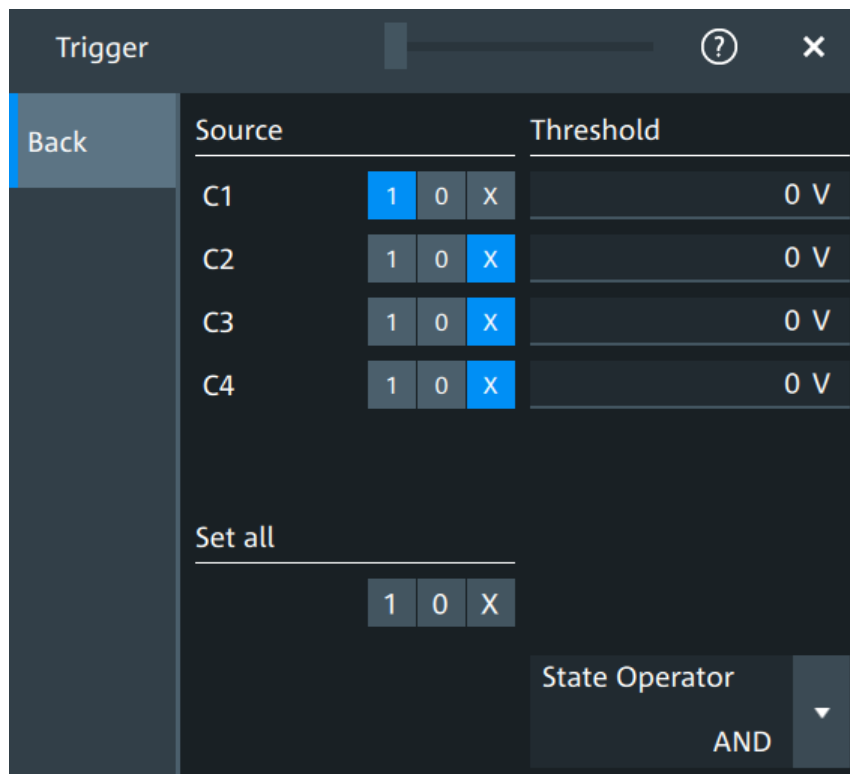 Trigger ? ×
Back
Source Threshold
C1 1 0 X 0 V
C2 1 0 X 0 V
C3 1 0 X 0 V
C4 1 0 X 0 V
Set all
1 0 X
State Operator
AND